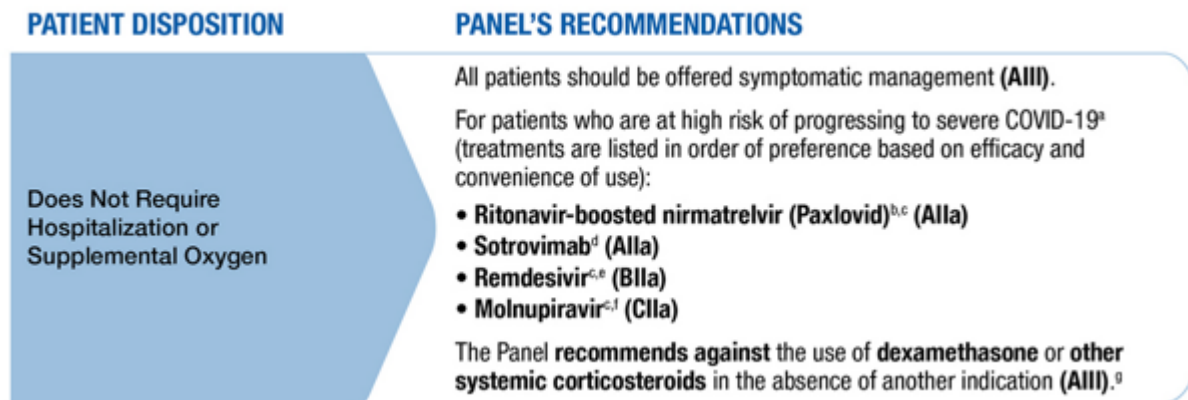 PATIENT DISPOSITION
PANEL'S RECOMMENDATIONS
Does Not Require
Hospitalization or
Supplemental Oxygen
All patients should be offered symptomatic management (AIII).
For patients who are at high risk of progressing to severe COVID-19ª
(treatments are listed in order of preference based on efficacy and
convenience of use):
• Ritonavir-boosted nirmatrelvir (Paxlovid)b,c (AIIa)
• Sotrovimabd (AIIa)
• Remdesivirc,e (BIIa)
• Molnupiravirc,f (CIIa)
The Panel recommends against the use of dexamethasone or other
systemic corticosteroids in the absence of another indication (AIII).g